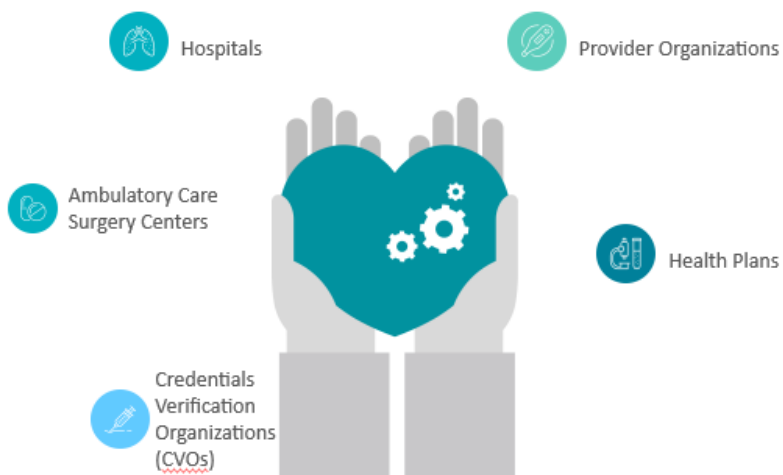 Hospitals
Provider Organizations
Ambulatory Care
Surgery Centers
Health Plans
Credentials
Verification
Organizations
(CVOs)